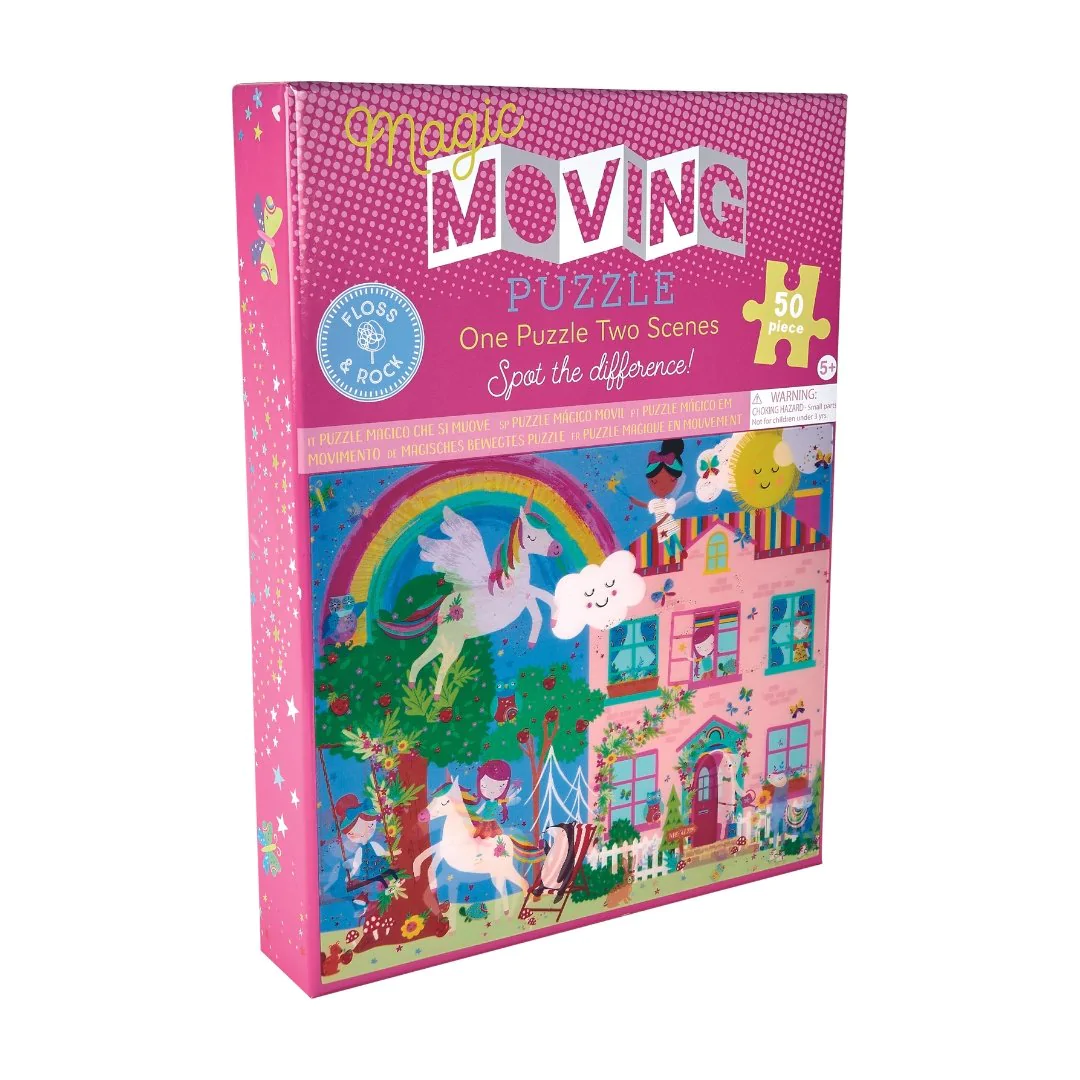 Magic
MOVING
PUZZLE
One Puzzle Two Scenes
Spot the difference!
FLOSS
& ROCK
50
piece
5+
WARNING:
CHOKING HAZARD- Small parts
Not for children under 3 yrs.
IT PUZZLE MAGICO CHE SI MUOVE SP PUZZLE MÁGICO MOVIL PT PUZZLE MÁGICO EM
MOVIMENTO DE MAGISCHES BEWEGTES PUZZLE FR PUZZLE MAGIQUE EN MOUVEMENT